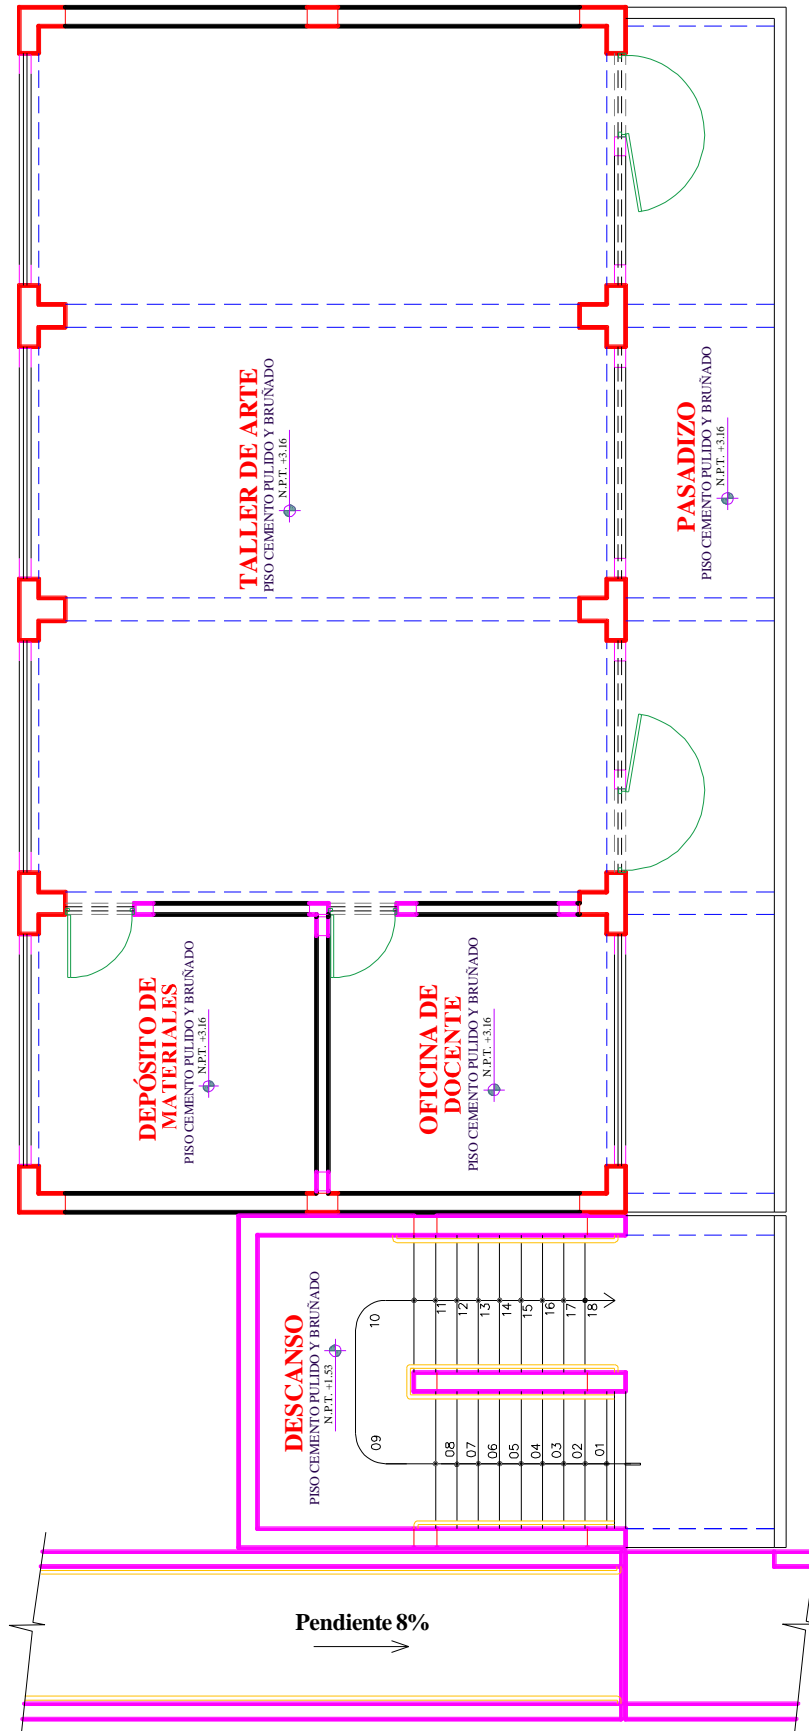 TALLER DE ARTE
PISO CEMENTO PULIDO Y BRUÑADO
N.P.T. +3.16
PASADIZO
PISO CEMENTO PULIDO Y BRUÑADO
N.P.T. +3.16
DEPÓSITO DE
MATERIALES
PISO CEMENTO PULIDO Y BRUÑADO
N.P.T. +3.16
OFICINA DE
DOCENTE
PISO CEMENTO PULIDO Y BRUÑADO
N.P.T. +3.16
DESCANSO
PISO CEMENTO PULIDO Y BRUÑADO
N.P.T. +1.53
10
11
12
13
14
15
16
17
18
09
08
07
06
05
04
03
02
01
Pendiente 8%